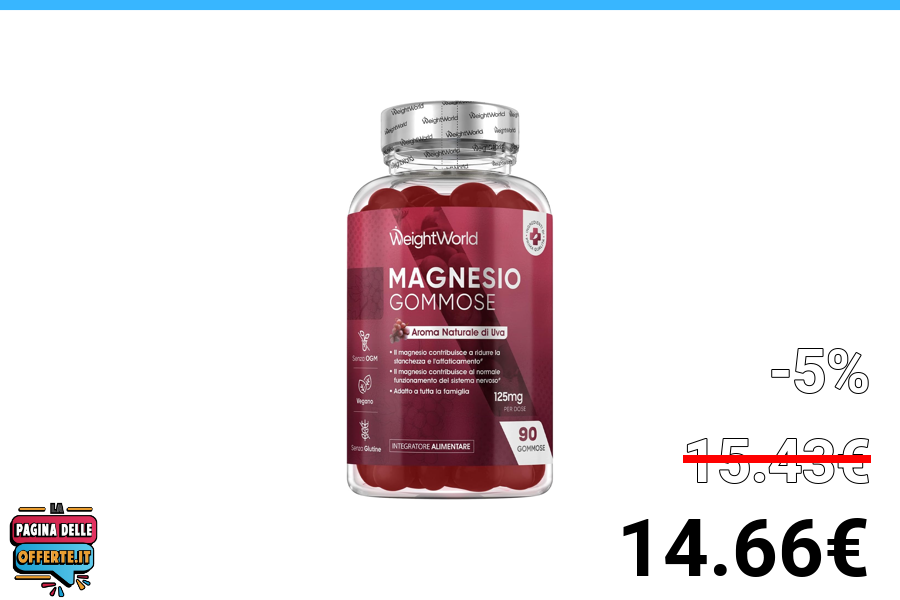 WeightWorld
WeightWorld
MAGNESIO
GOMMOSE
Aroma Naturale di Uva
• Il magnesio contribuisce a ridurre la
stanchezza e l'affaticamento*
• Il magnesio contribuisce al normale
funzionamento del sistema nervoso*
• Adatto a tutta la famiglia
Senza OGM
Vegano
Senza Glutine
125mg
PER DOSE
90
GOMMOSE
INTEGRATORE ALIMENTARE
-5%
15.43€
14.66€
LA
PAGINA DELLE
OFFERTE.IT